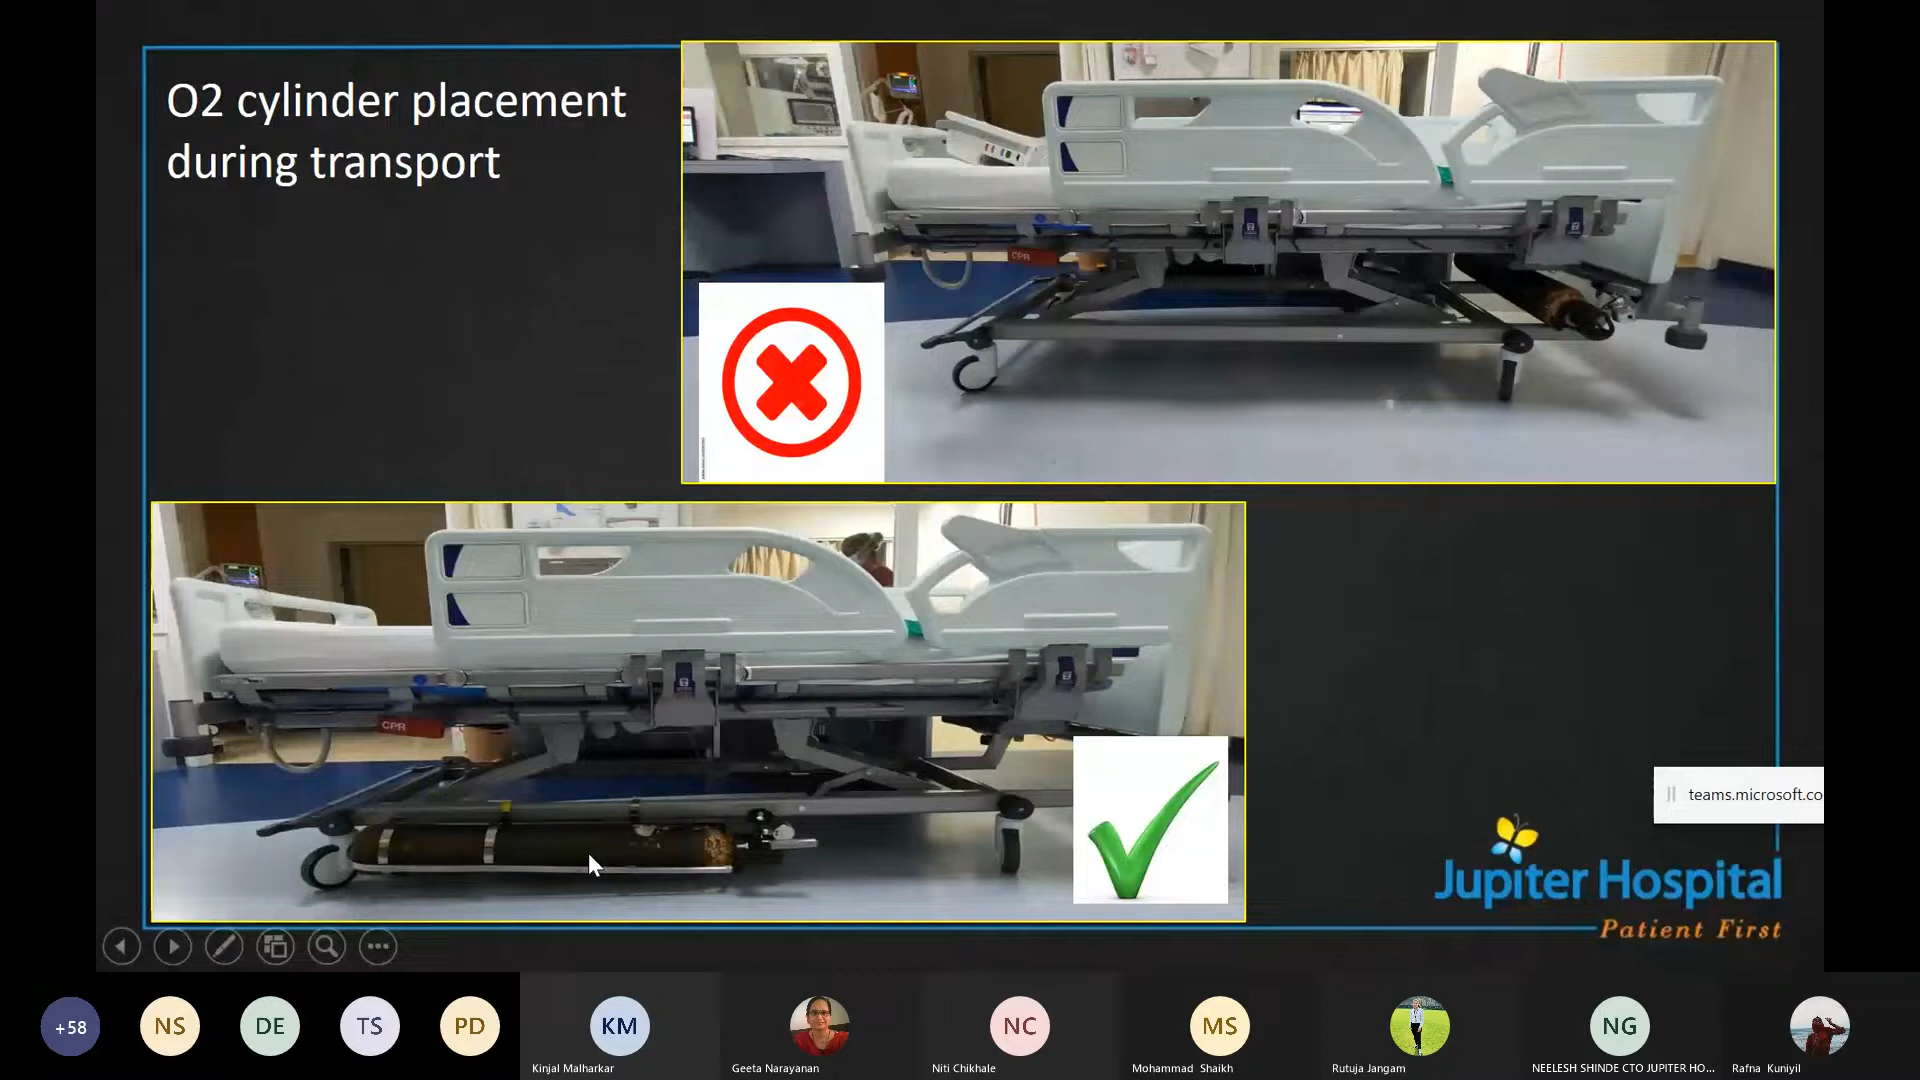 O2 cylinder placement
during transport
CPR
CPR
teams.microsoft.co
Jupiter Hospital
Patient First
+58
NS
DE
TS
PD
KM
NC
MS
NG
Kinjal Malharkar
Geeta Narayanan
Niti Chikhale
Mohammad Shaikh
Rutuja Jangam
NEELESH SHINDE CTO JUPITER HO...
Rafna Kuniyil